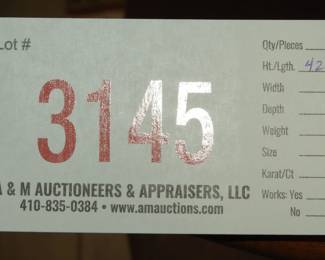 Lot #
3145
A & M AUCTIONEERS & APPRAISERS, LLC
410-835-0384 • www.amauctions.com
Qty/Pieces
Ht./Lgth. 42
Width
Depth
Weight
Size
Karat/Ct
Works: Yes
No